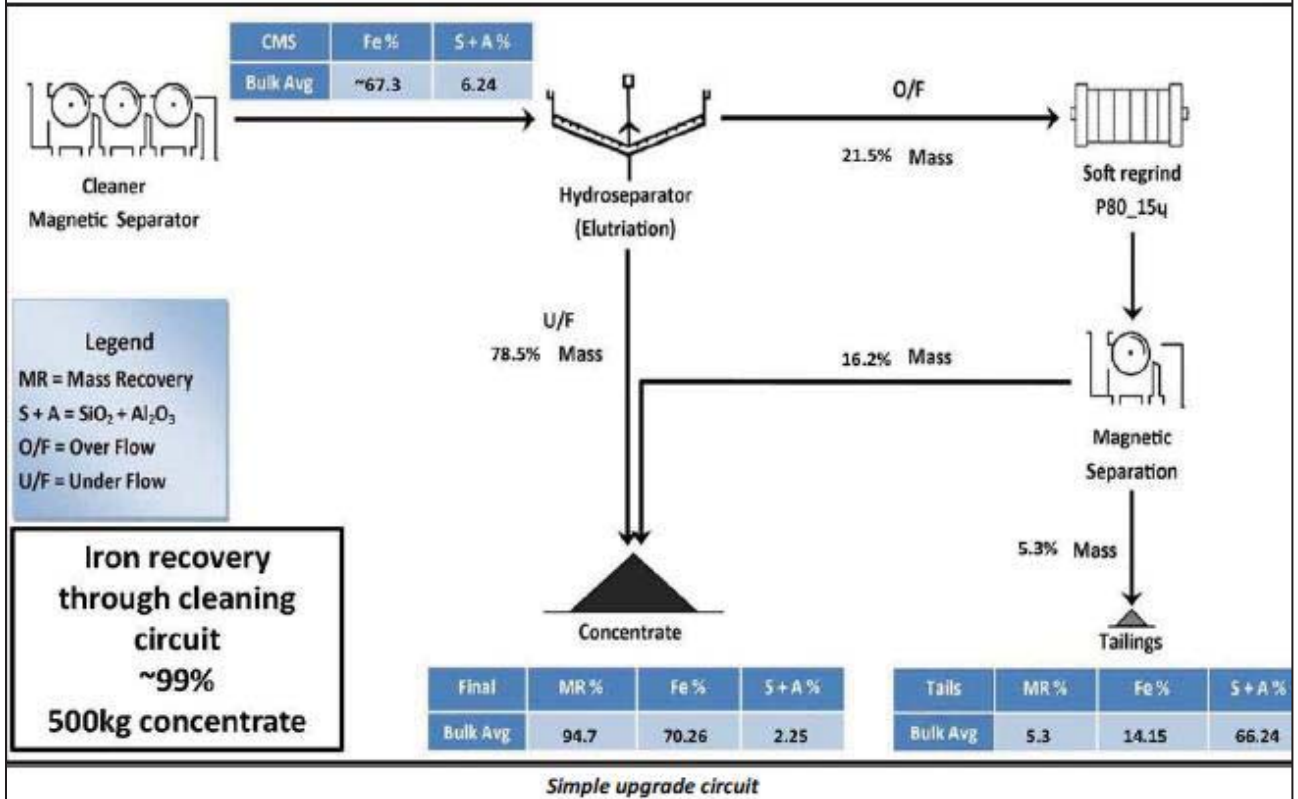 CMS Fe % S + A %
Bulk Avg ~67.3 6.24
Cleaner
Magnetic Separator
Hydroseparator
(Elutriation)
O/F
21.5% Mass
Soft regrind
P80_15ų
U/F
78.5% Mass
16.2% Mass
Magnetic
Separation
5.3% Mass
Legend
MR = Mass Recovery
S + A = SiO₂ + Al₂O₃
O/F = Over Flow
U/F = Under Flow
Iron recovery
through cleaning
circuit
~99%
500kg concentrate
Concentrate
Tailings
Final MR % Fe % S + A %
Bulk Avg 94.7 70.26 2.25
Tails MR % Fe % S + A %
Bulk Avg 5.3 14.15 66.24
Simple upgrade circuit